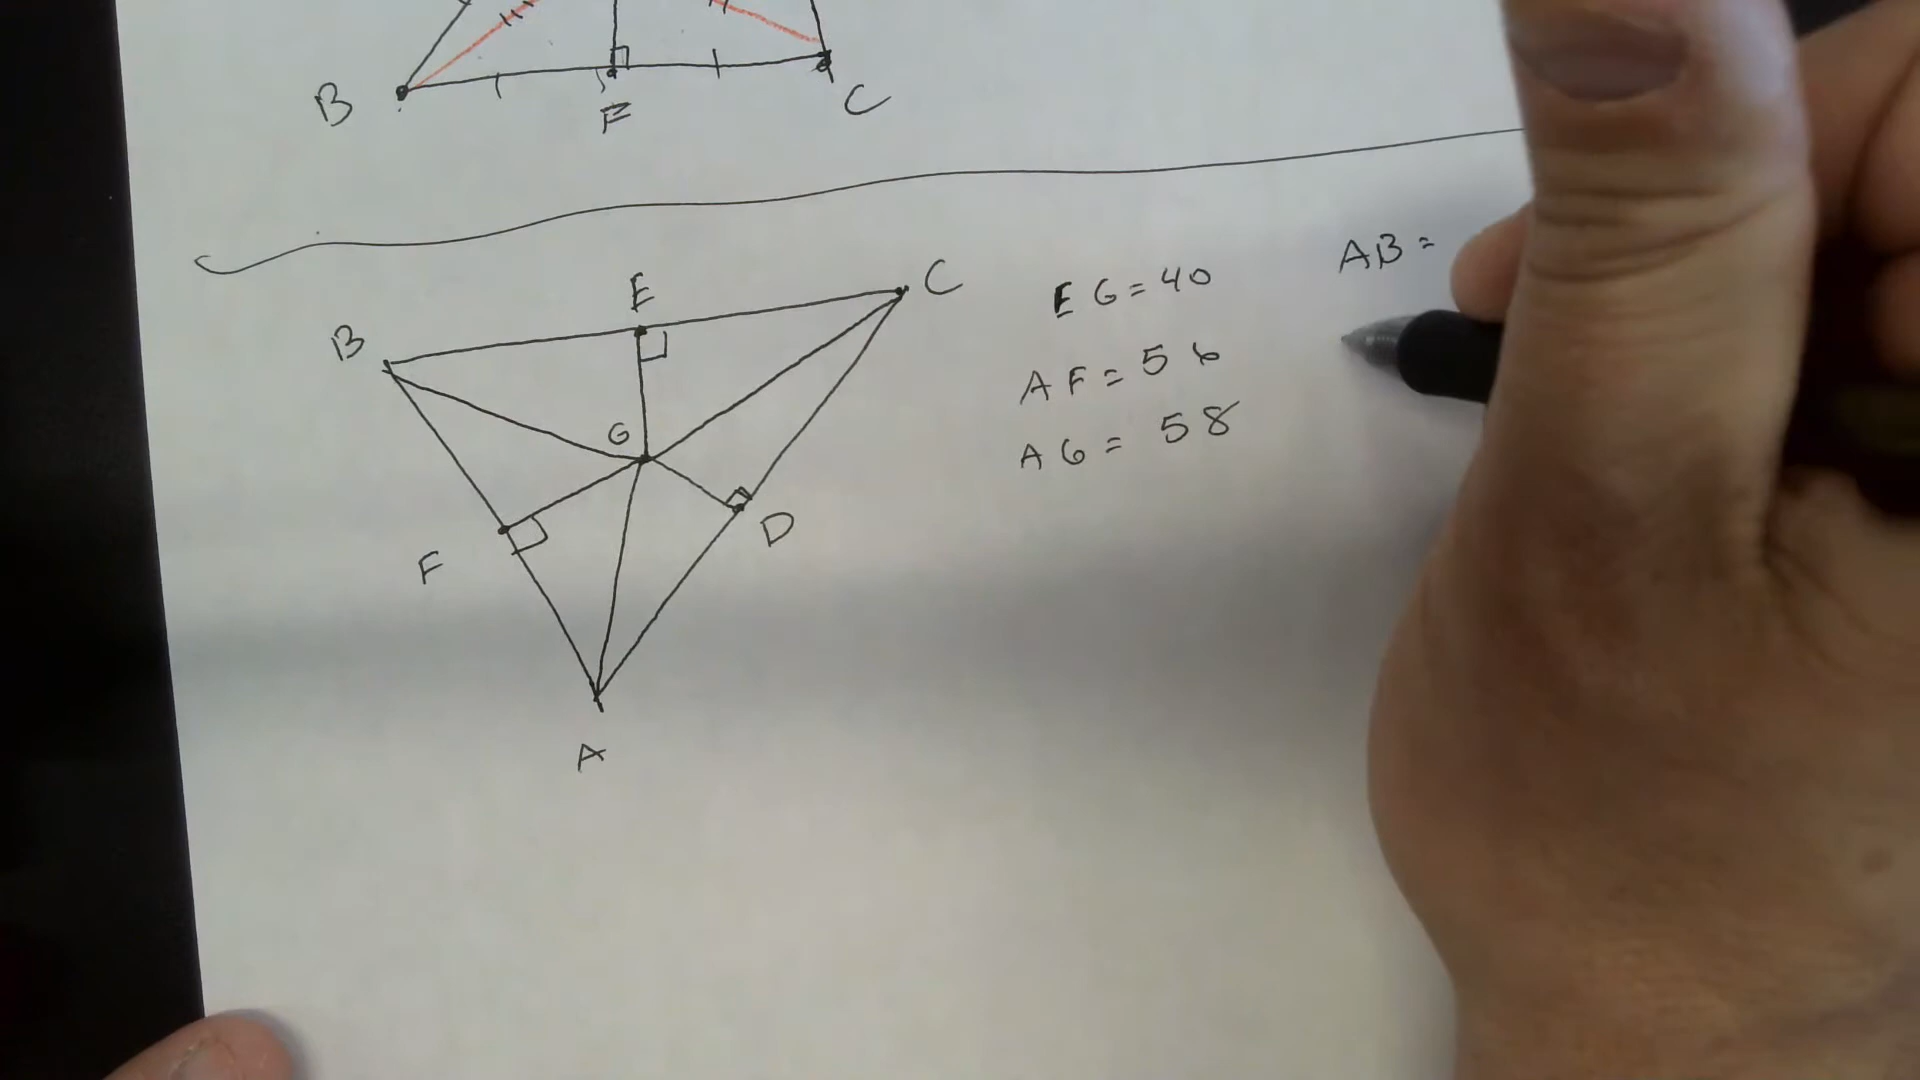 B
F
C
E
C
B
G
F
D
A
EG = 40
AF = 56
AG = 58
AB =